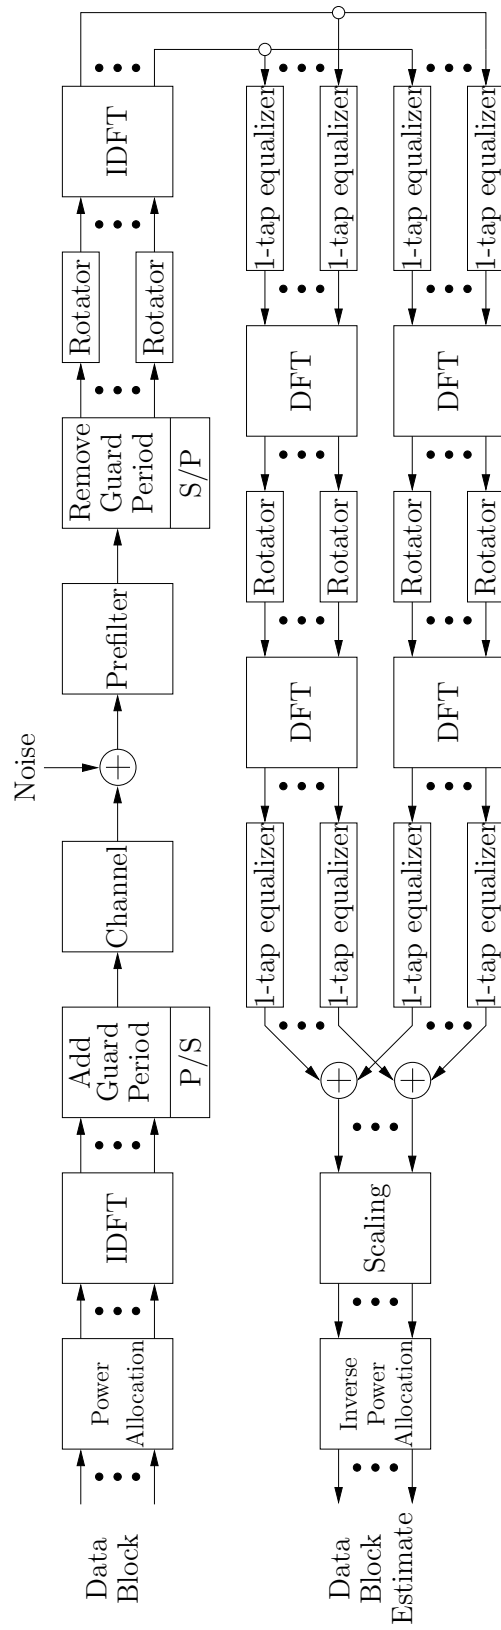 Data
Block
Power
Allocation
IDFT
Add
Guard
Period
P/S
Channel
Noise
Prefilter
Remove
Guard
Period
S/P
Rotator
Rotator
IDFT
1-tap equalizer
1-tap equalizer
1-tap equalizer
1-tap equalizer
DFT
DFT
Rotator
Rotator
Rotator
Rotator
DFT
DFT
1-tap equalizer
1-tap equalizer
1-tap equalizer
1-tap equalizer
Scaling
Inverse
Power
Allocation
Data
Block
Estimate